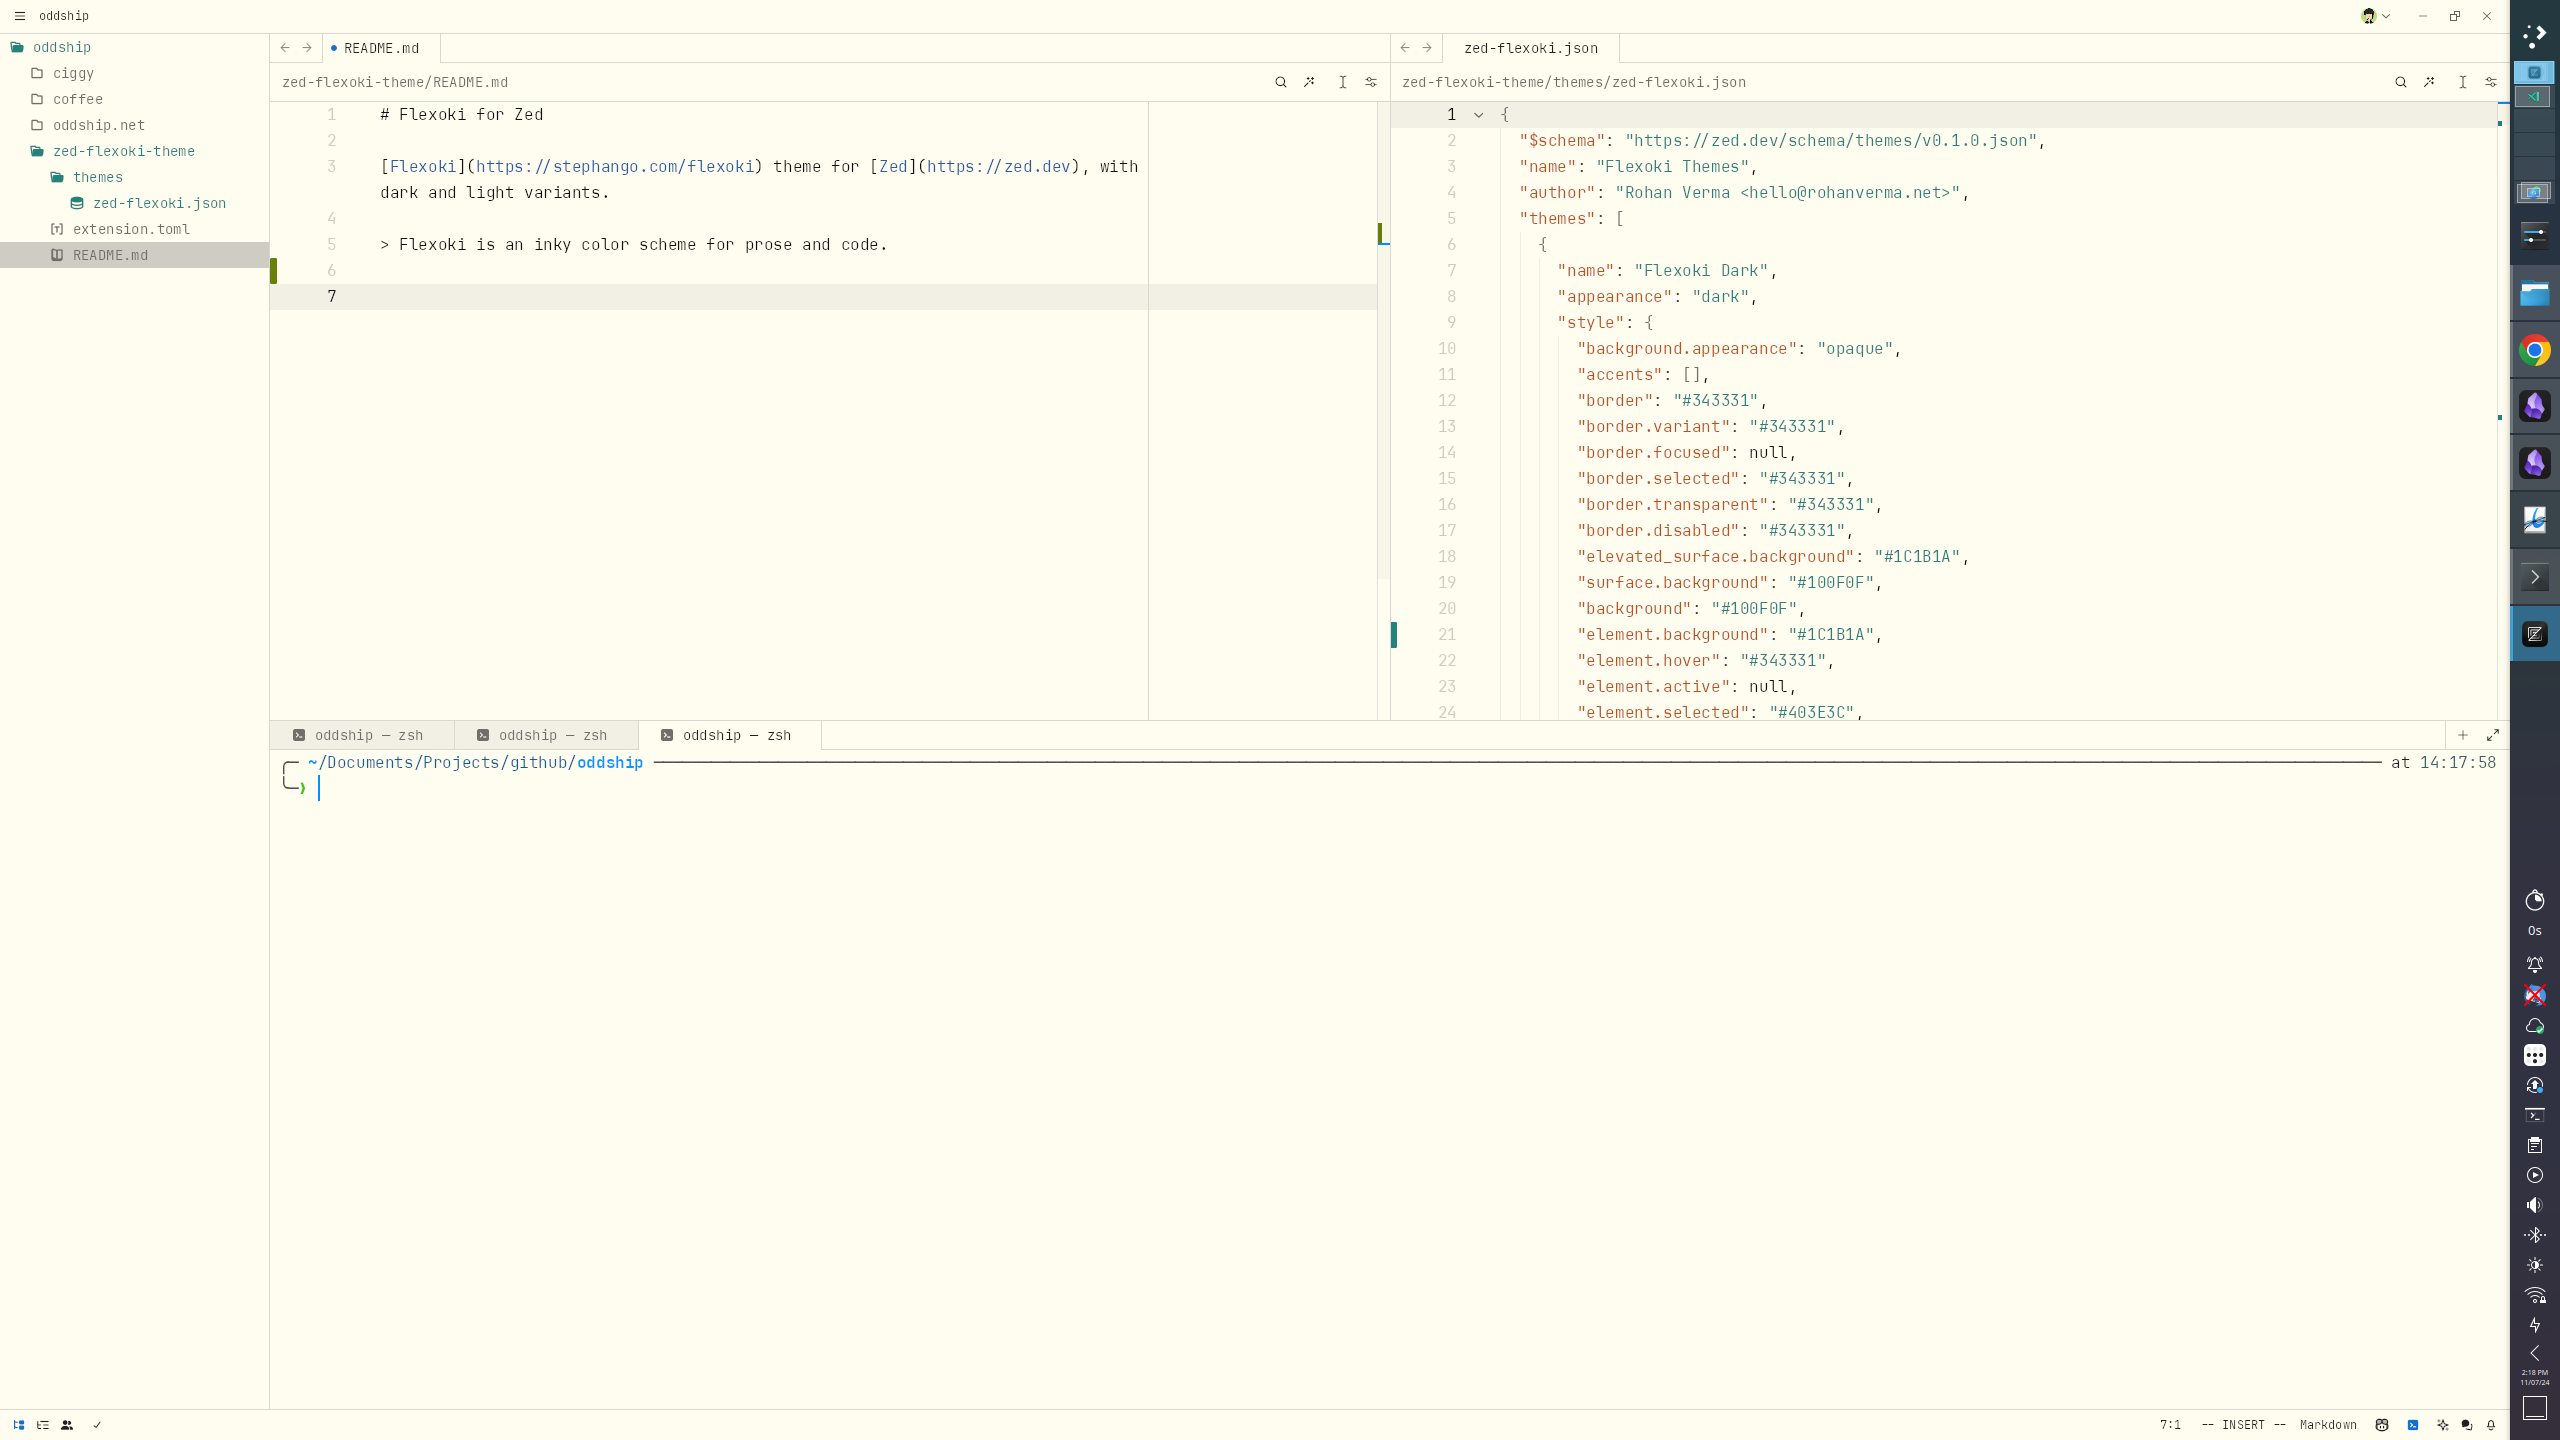 oddship
oddship
ciggy
coffee
oddship.net
zed-flexoki-theme
themes
zed-flexoki.json
extension.toml
README.md
README.md
zed-flexoki-theme/README.md
1 # Flexoki for Zed
2
3 [Flexoki](https://stephango.com/flexoki) theme for [Zed](https://zed.dev), with
dark and light variants.
4
5 > Flexoki is an inky color scheme for prose and code.
6
7
zed-flexoki.json
zed-flexoki-theme/themes/zed-flexoki.json
1 {
2 "$schema": "https://zed.dev/schema/themes/v0.1.0.json",
3 "name": "Flexoki Themes",
4 "author": "Rohan Verma <hello@rohanverma.net>",
5 "themes": [
6 {
7 "name": "Flexoki Dark",
8 "appearance": "dark",
9 "style": {
10 "background.appearance": "opaque",
11 "accents": [],
12 "border": "#343331",
13 "border.variant": "#343331",
14 "border.focused": null,
15 "border.selected": "#343331",
16 "border.transparent": "#343331",
17 "border.disabled": "#343331",
18 "elevated_surface.background": "#1C1B1A",
19 "surface.background": "#100F0F",
20 "background": "#100F0F",
21 "element.background": "#1C1B1A",
22 "element.hover": "#343331",
23 "element.active": null,
24 "element.selected": "#403E3C",
oddship — zsh
oddship — zsh
oddship — zsh
~/Documents/Projects/github/oddship at 14:17:58
❯
7:1 -- INSERT -- Markdown
0s
2:18 PM
11/07/24